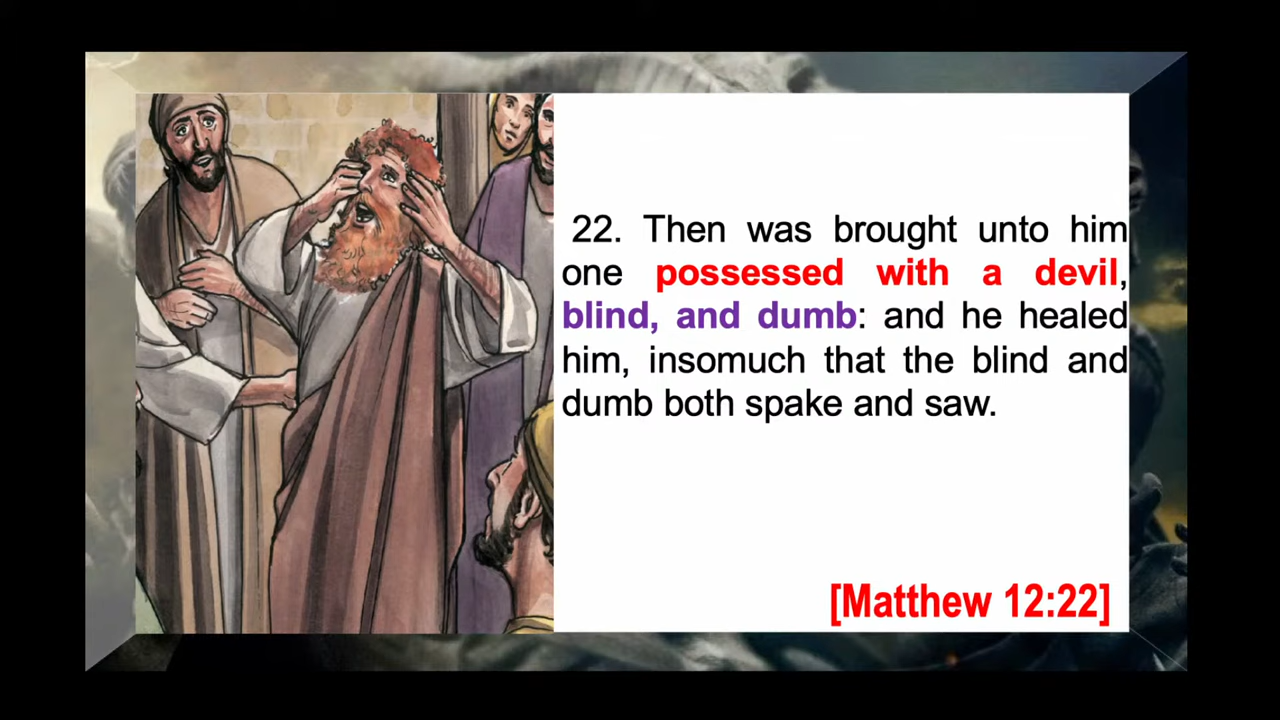 22. Then was brought unto him
one possessed with a devil,
blind, and dumb: and he healed
him, insomuch that the blind and
dumb both spake and saw.
[Matthew 12:22]